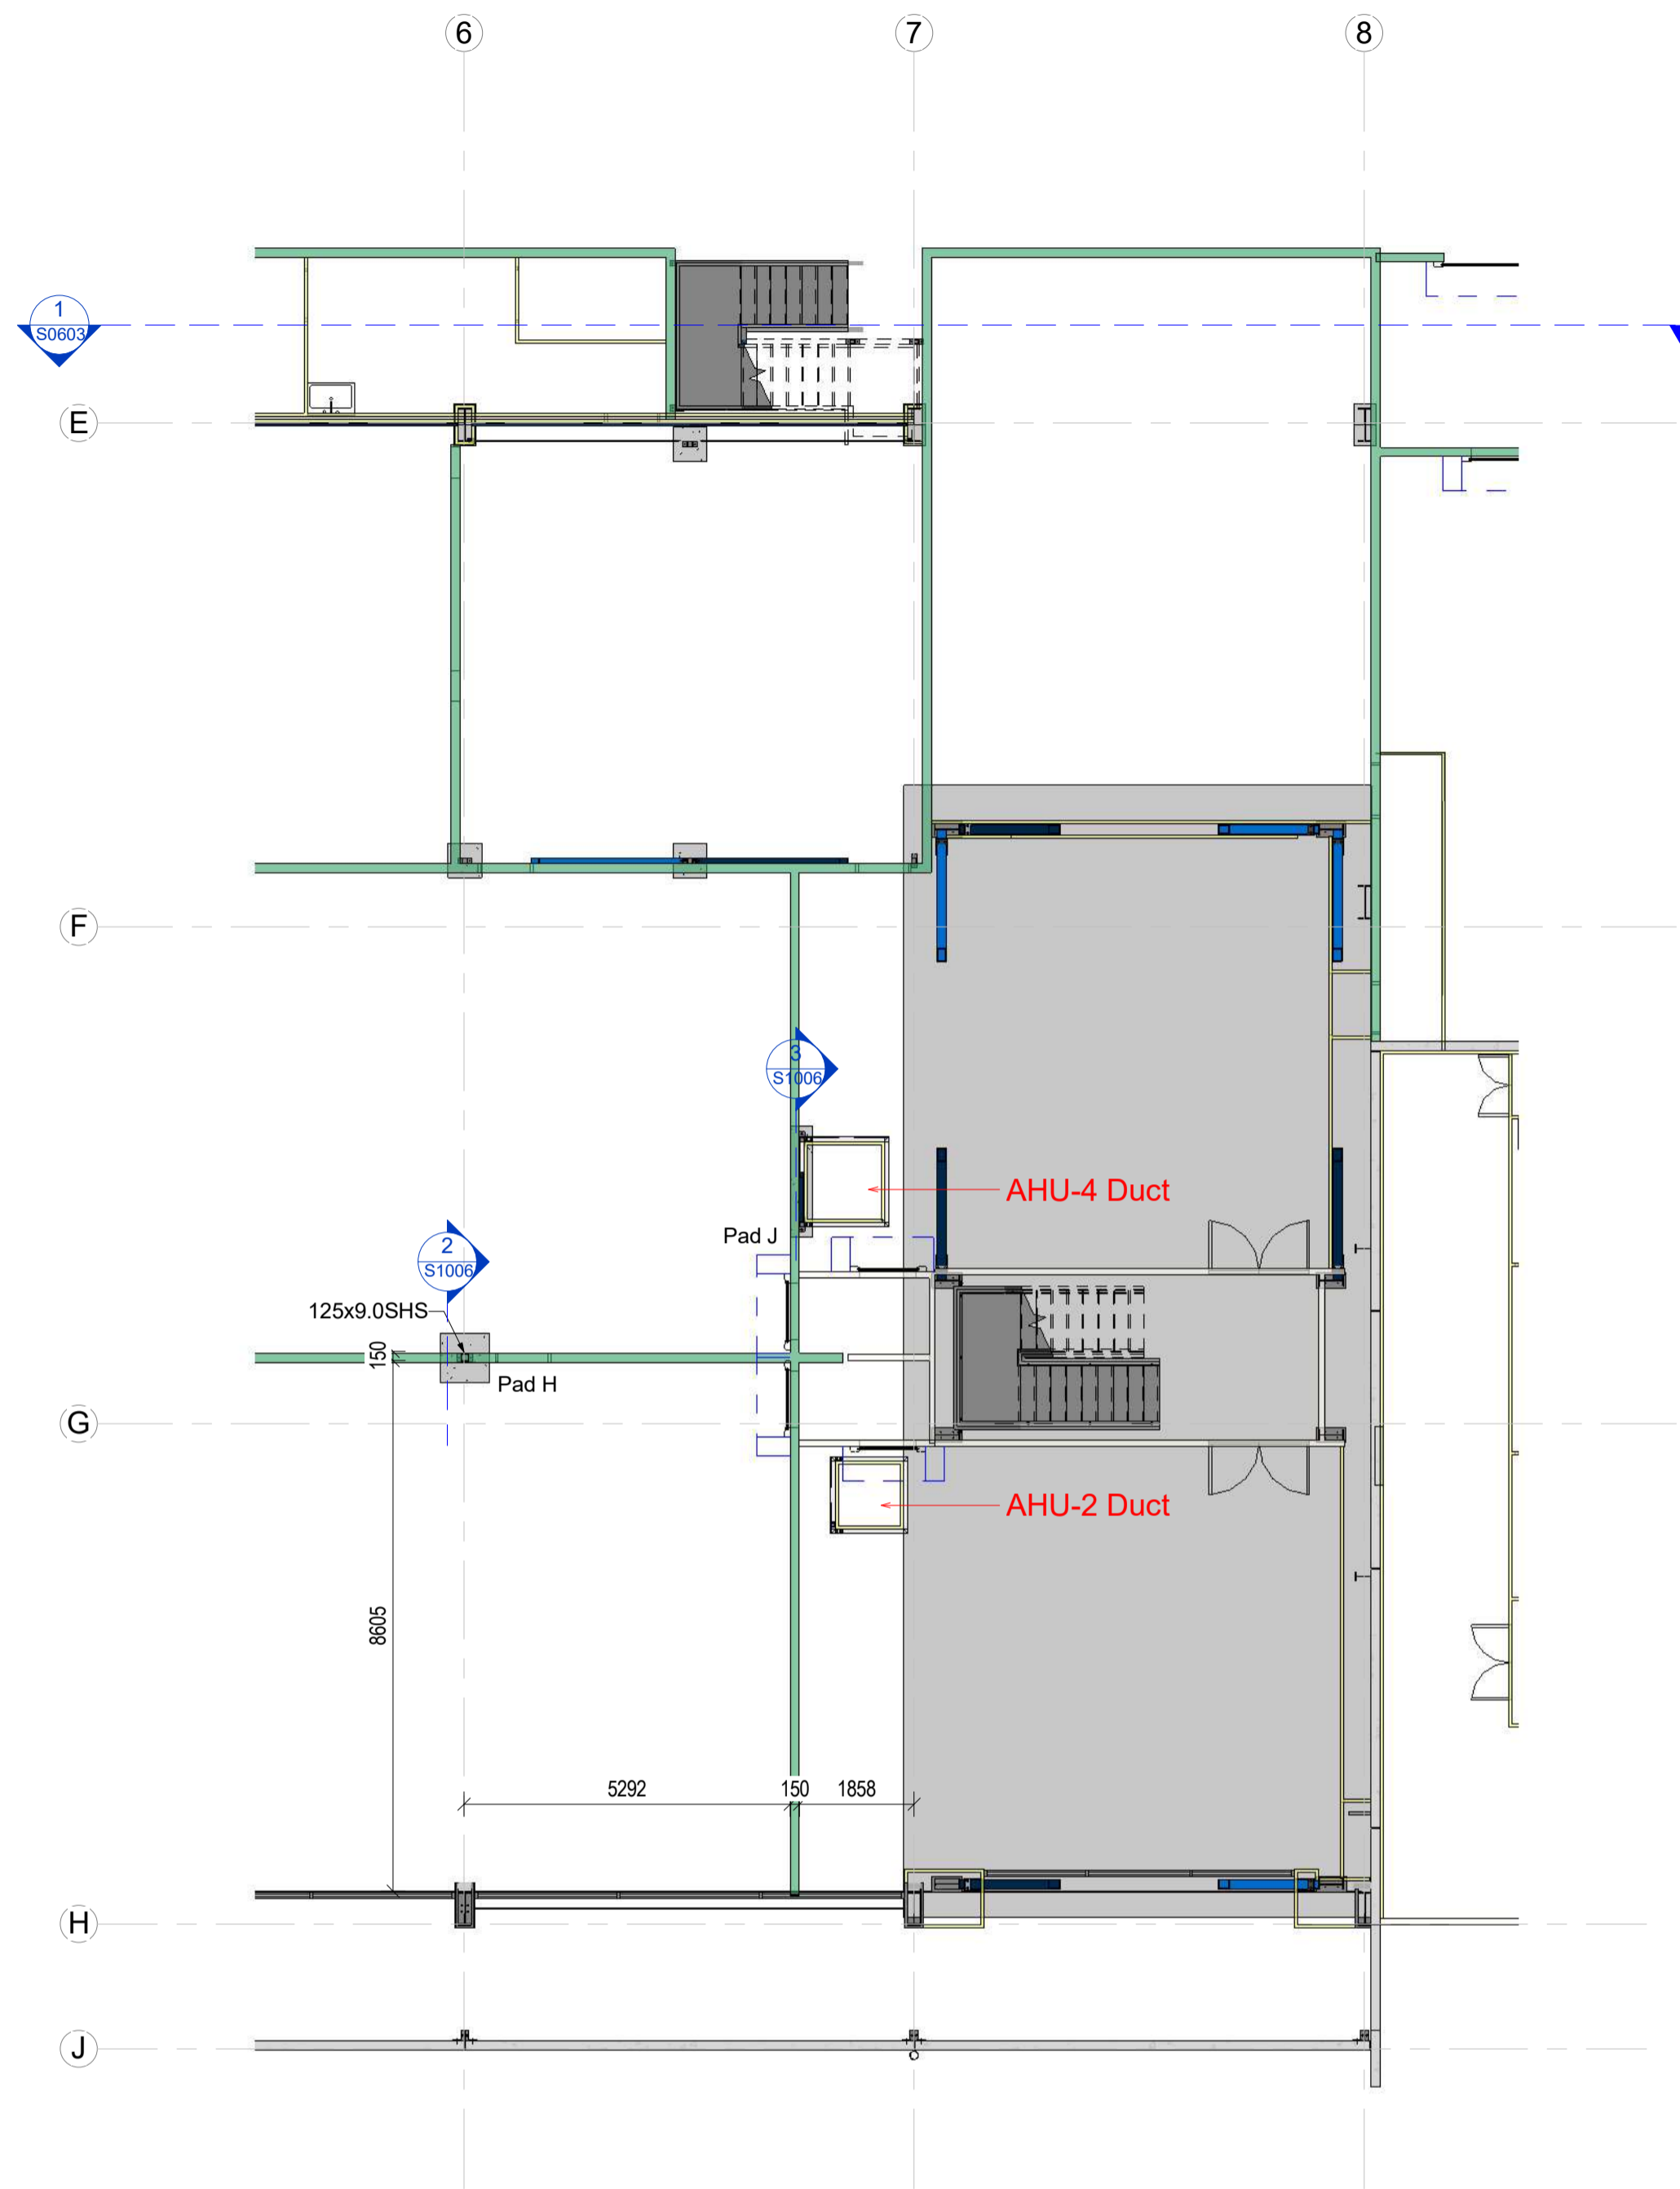 6
7
8
1
S0603
E
F
3
S1006
AHU-4 Duct
Pad J
2
S1006
125x9.0SHS
150
Pad H
G
AHU-2 Duct
8605
5292
150
1858
H
J